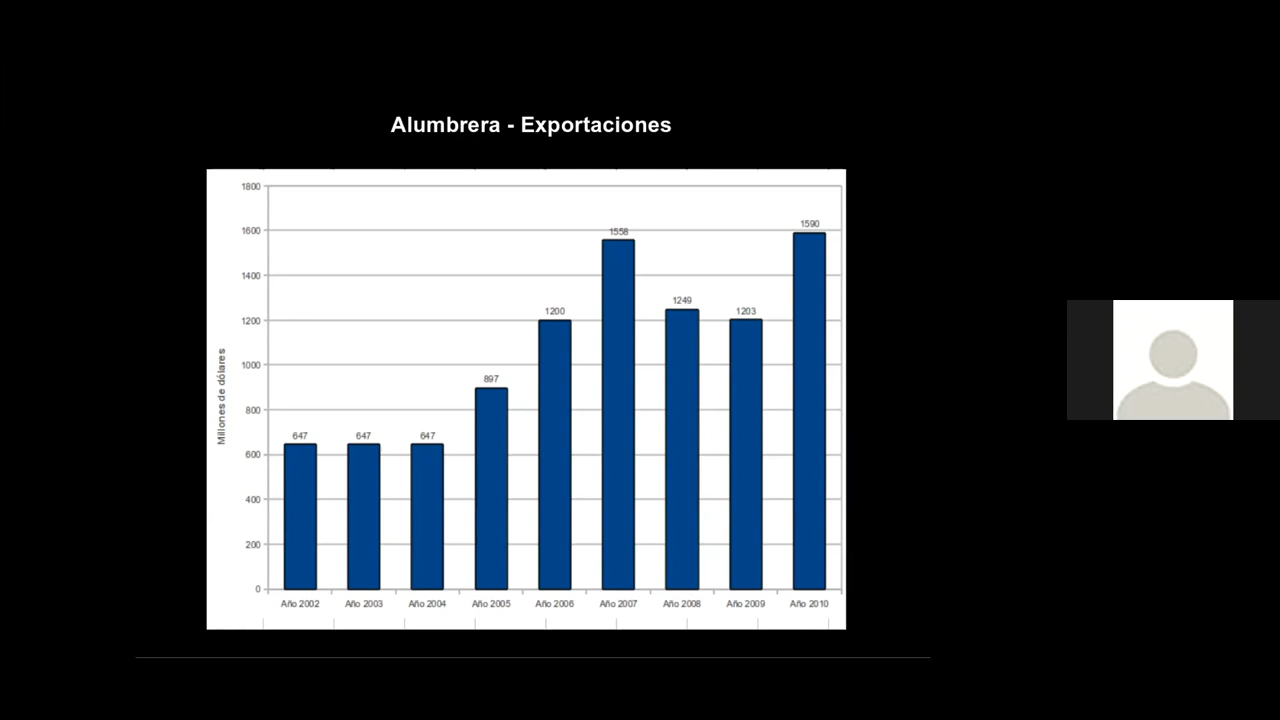 Alumbrera - Exportaciones
Millones de dólares
1800
1600
1400
1200
1000
800
600
400
200
0
647
647
647
897
1200
1558
1249
1203
1590
Año 2002
Año 2003
Año 2004
Año 2005
Año 2006
Año 2007
Año 2008
Año 2009
Año 2010